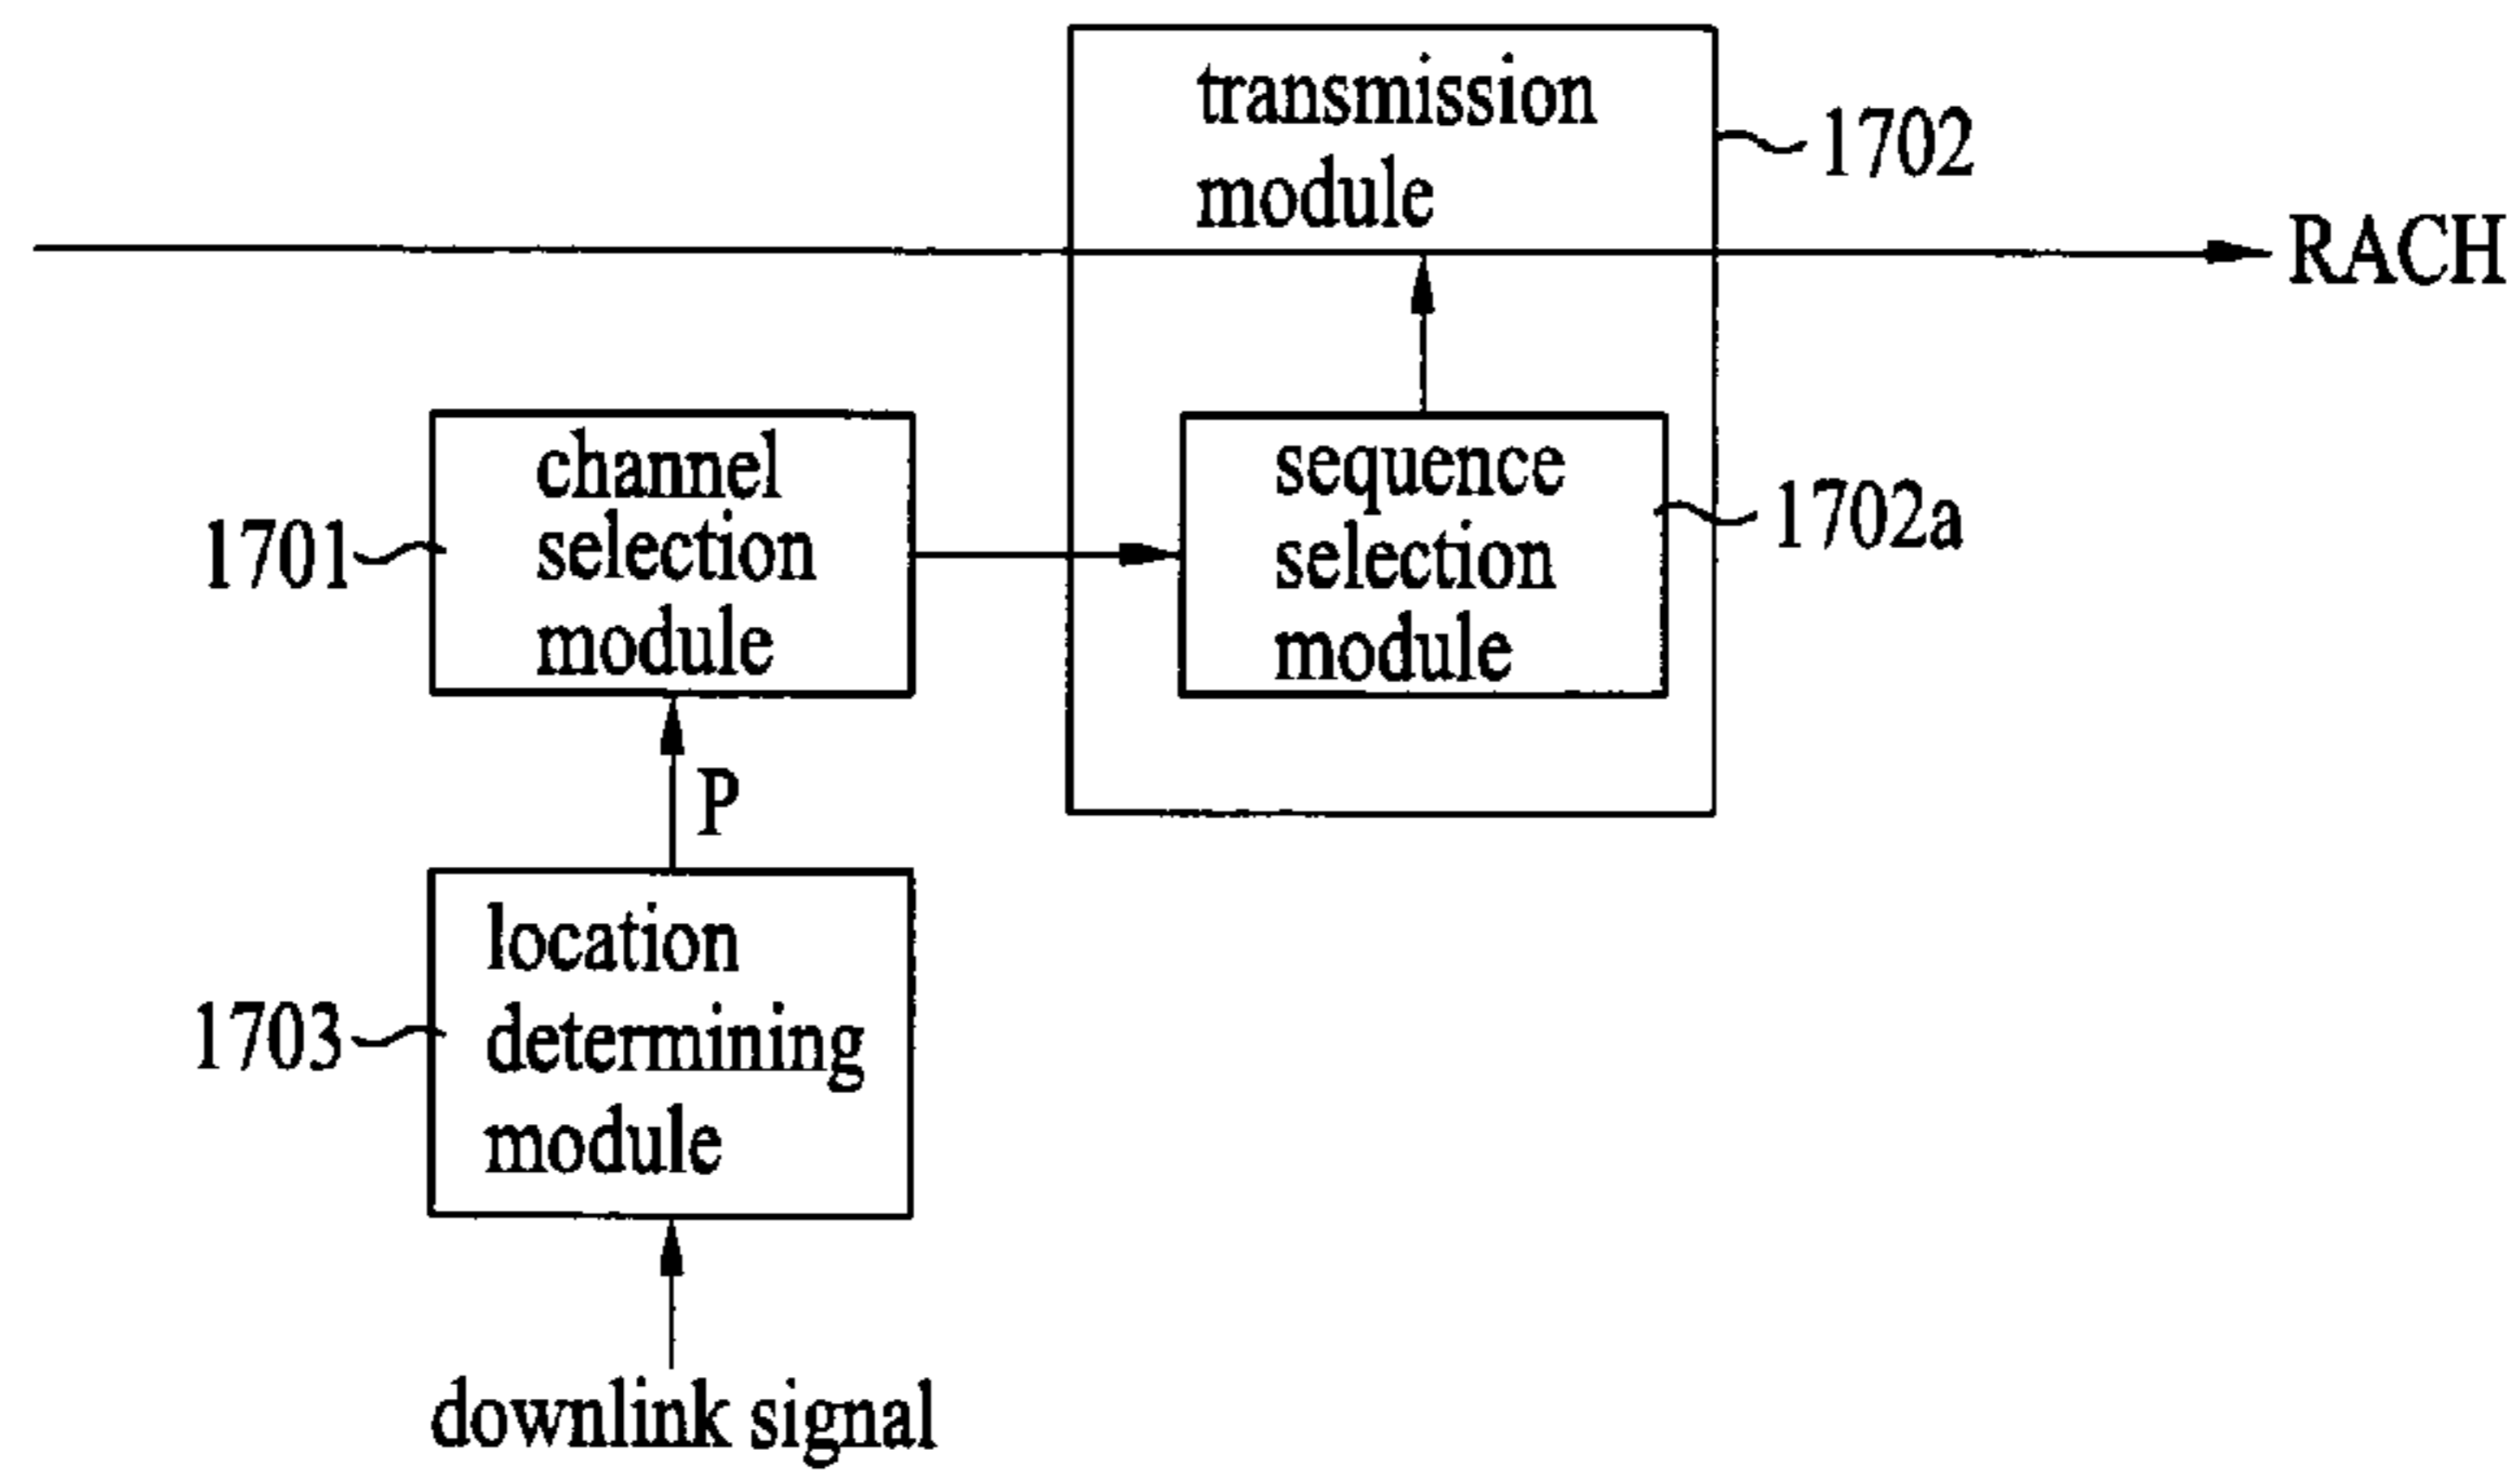 transmission
module
1702
RACH
channel
selection
module
1701
sequence
selection
module
1702a
P
location
determining
module
1703
downlink signal